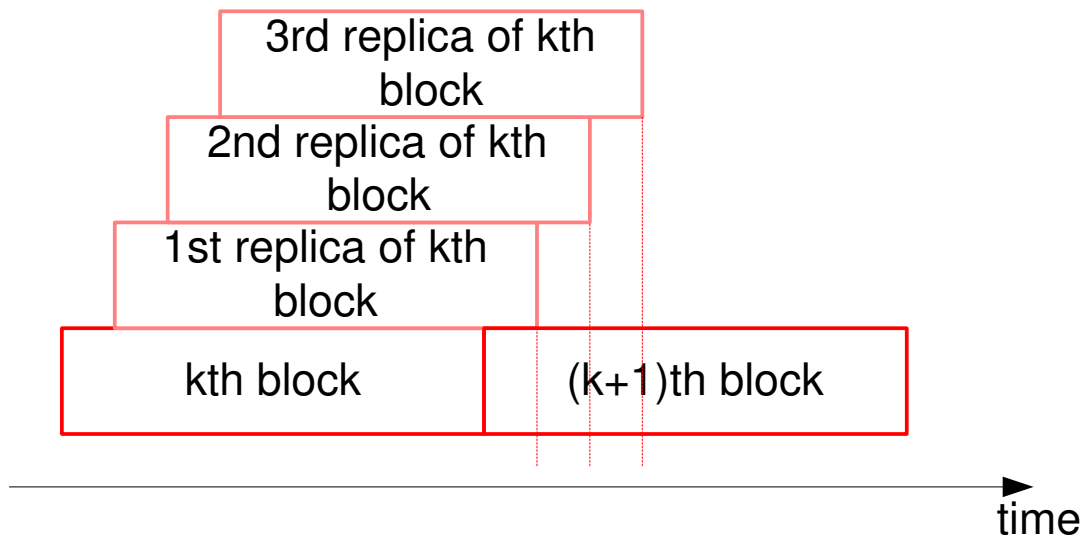 3rd replica of kth
block
2nd replica of kth
block
1st replica of kth
block
kth block
(k+1)th block
time